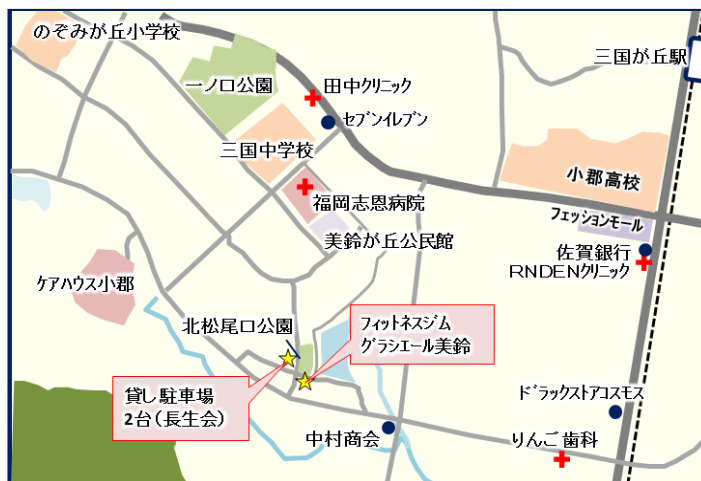 のぞみが丘小学校
三国が丘駅
一ノ口公園
田中クリニック
セブンイレブン
三国中学校
小郡高校
福岡志恩病院
フェッションモール
美鈴が丘公民館
佐賀銀行
RNDENクリニック
ケアハウス小郡
北松尾口公園
フィットネスジム
グラシエール美鈴
貸し駐車場
2台(長生会)
ドラックストアコスモス
中村商会
りんご歯科